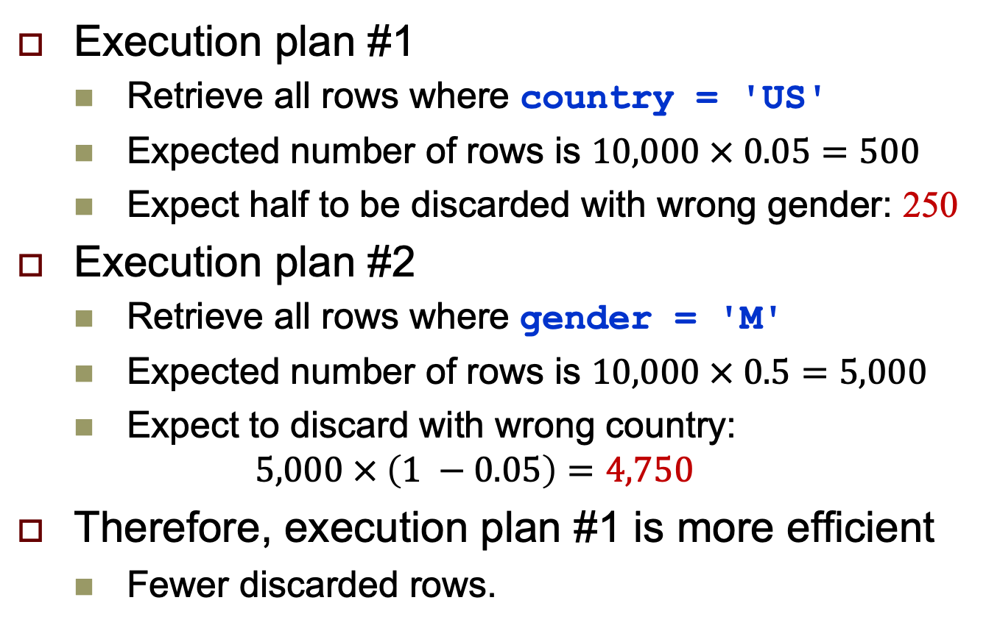 Execution plan #1
Retrieve all rows where country = 'US'
Expected number of rows is 10,000 × 0.05 = 500
Expect half to be discarded with wrong gender: 250
Execution plan #2
Retrieve all rows where gender = 'M'
Expected number of rows is 10,000 × 0.5 = 5,000
Expect to discard with wrong country:
5,000 × (1 − 0.05) = 4,750
Therefore, execution plan #1 is more efficient
Fewer discarded rows.